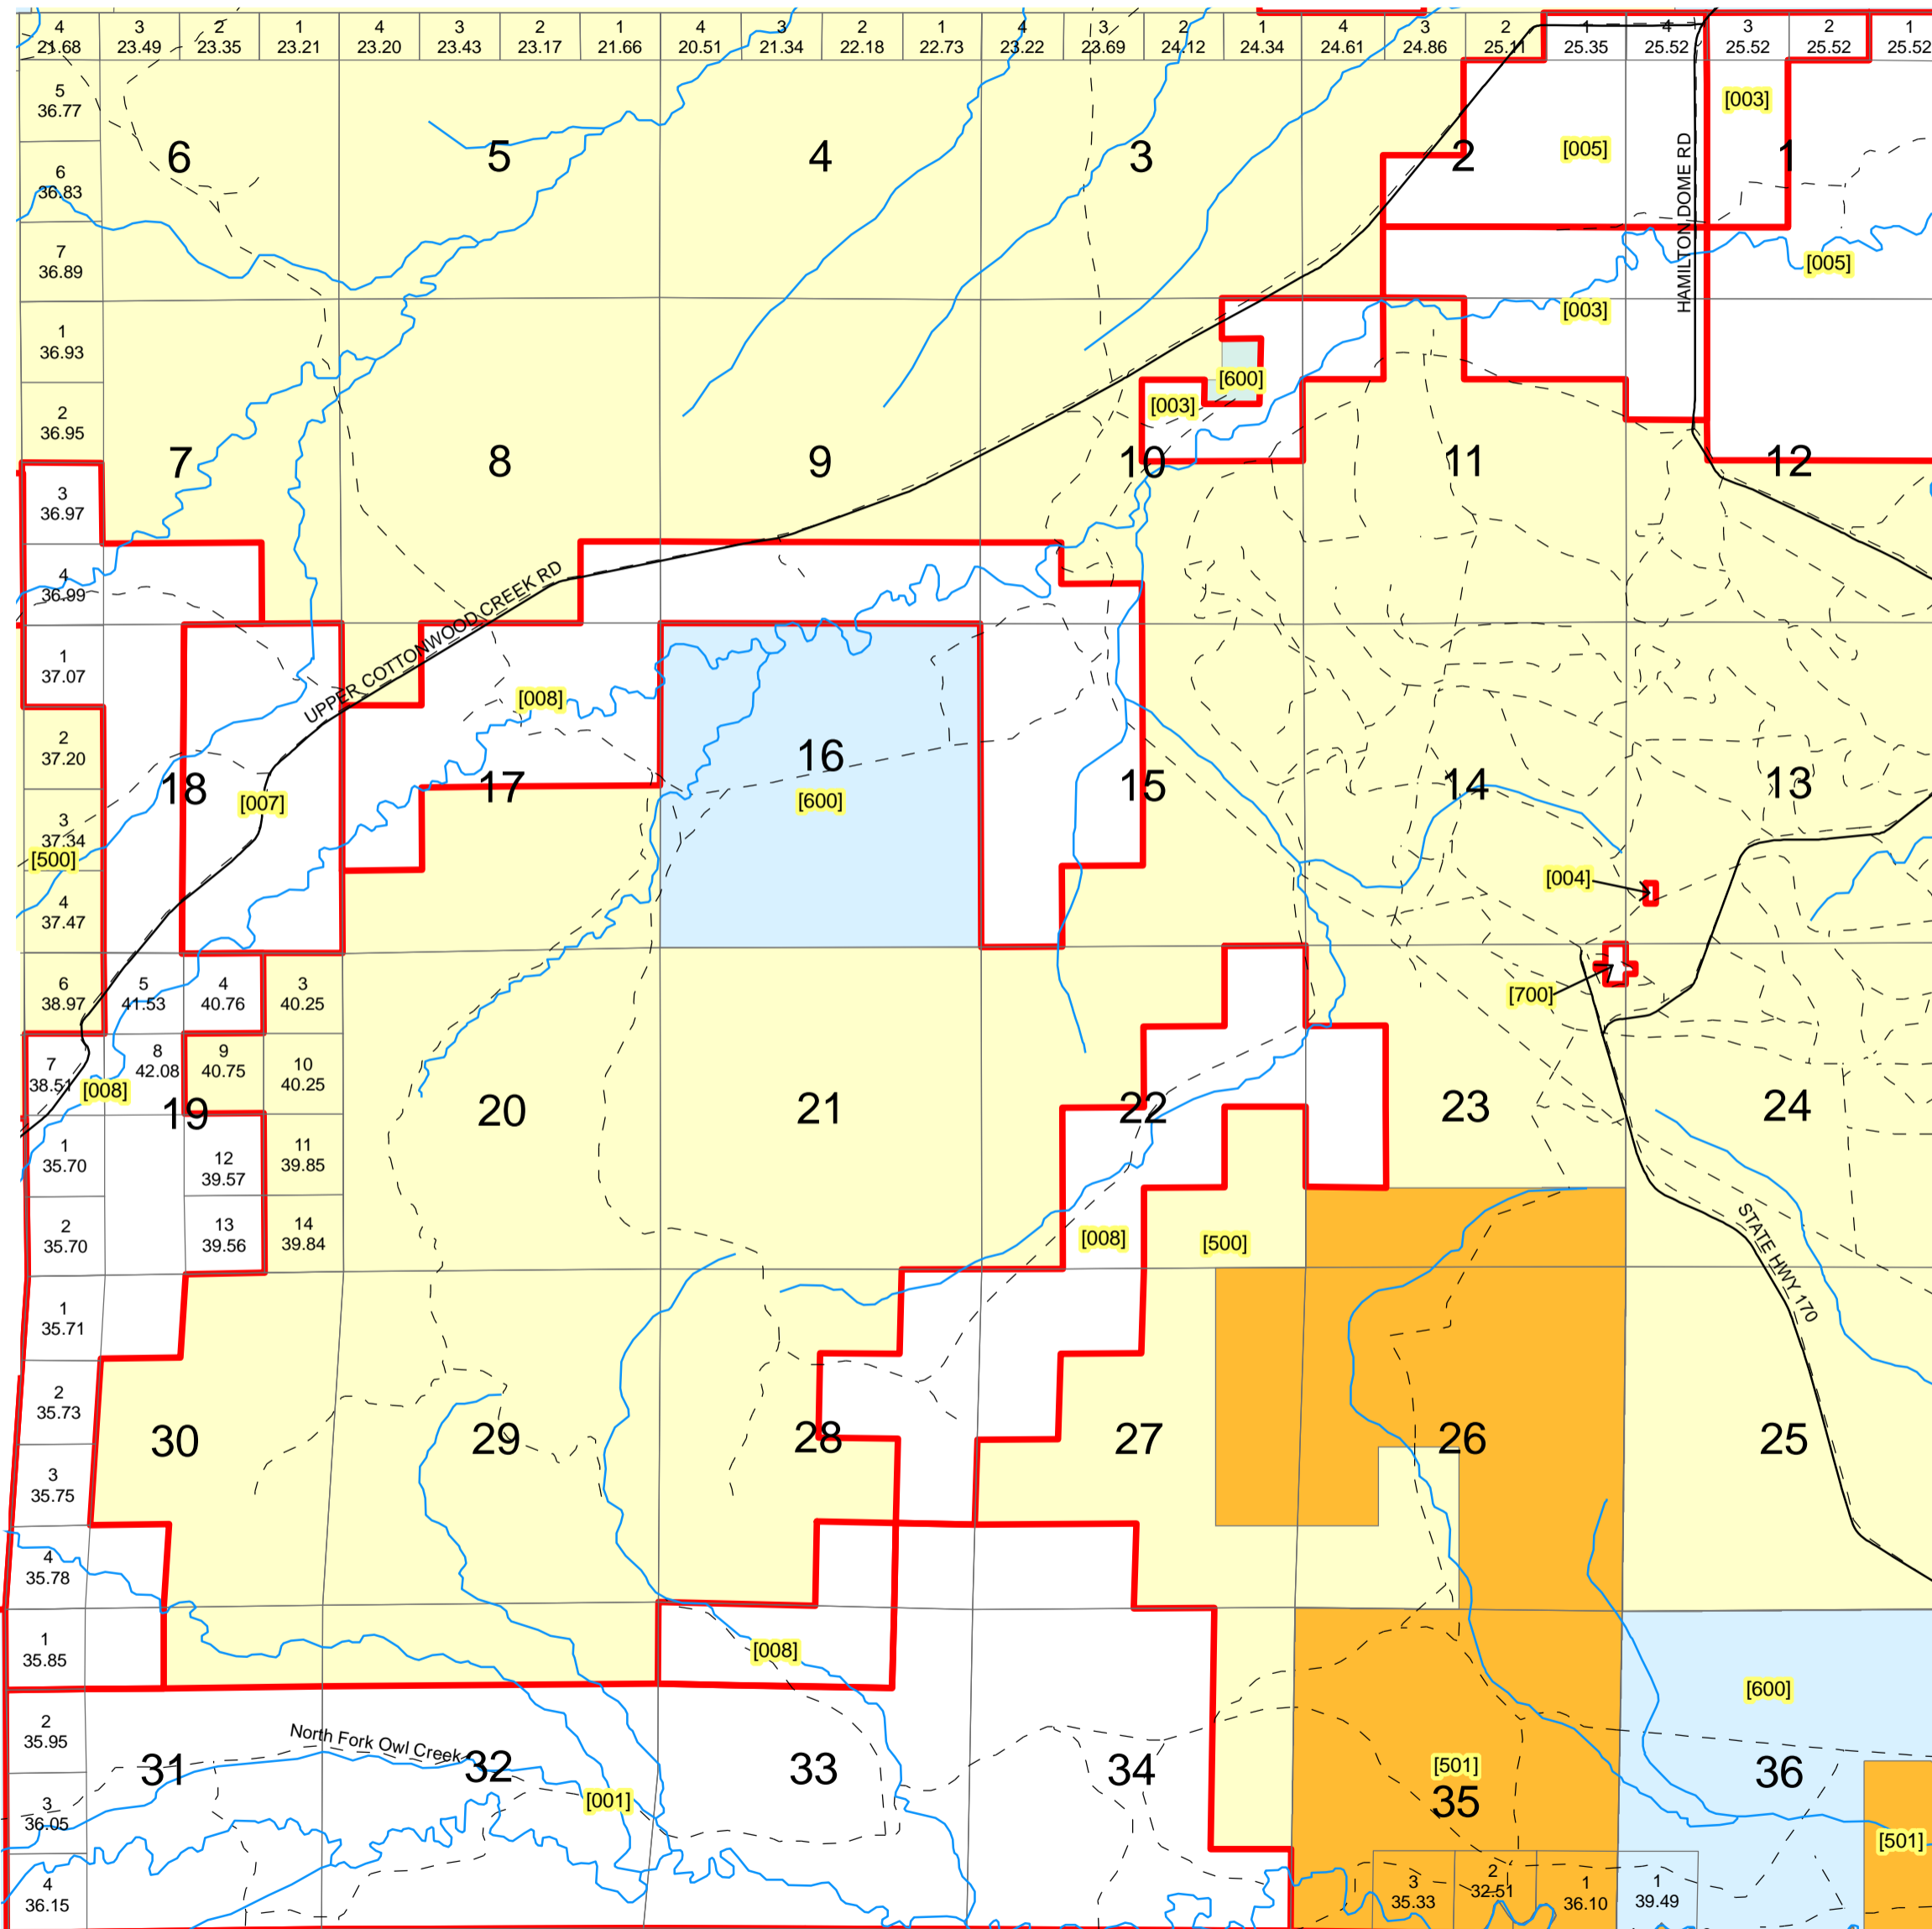 4 3 2 1 4 3 2 1 4 3 2 1 4 3 2 1 4 3 2 1 4 3 2 1
21.68 23.49 23.35 23.21 23.20 23.43 23.17 21.66 20.51 21.34 22.18 22.73 23.22 23.69 24.12 24.34 24.61 24.86 25.11 25.35 25.52 25.52 25.52 25.52
5
36.77
[003]
6 5 4 3 2 [005] 1
6
36.83
HAMILTON DOME RD
7
36.89
[005]
[003]
1
36.93
[600]
[003]
2
36.95
7 8 9 10 11 12
3
36.97
4
36.99
UPPER COTTONWOOD CREEK RD
1
37.07
[008]
2
37.20
18 17 16 15 14 13
[007] [600]
3
37.34
[500]
[004]
4
37.47
6 5 4 3
38.97 41.53 40.76 40.25
[700]
7 8 9 10
38.51 42.08 40.75 40.25
[008]
19 20 21 22 23 24
1 12 11
35.70 39.57 39.85
2 13 14
35.70 39.56 39.84
[008] [500]
STATE HWY 170
1
35.71
2
35.73
30 29 28 27 26 25
3
35.75
4
35.78
1
35.85
[008]
[600]
2
35.95
North Fork Owl Creek
31 32 33 34 35 36
[501]
[001]
3
36.05
[501]
4
36.15
3 2 1 1
35.33 32.51 36.10 39.49